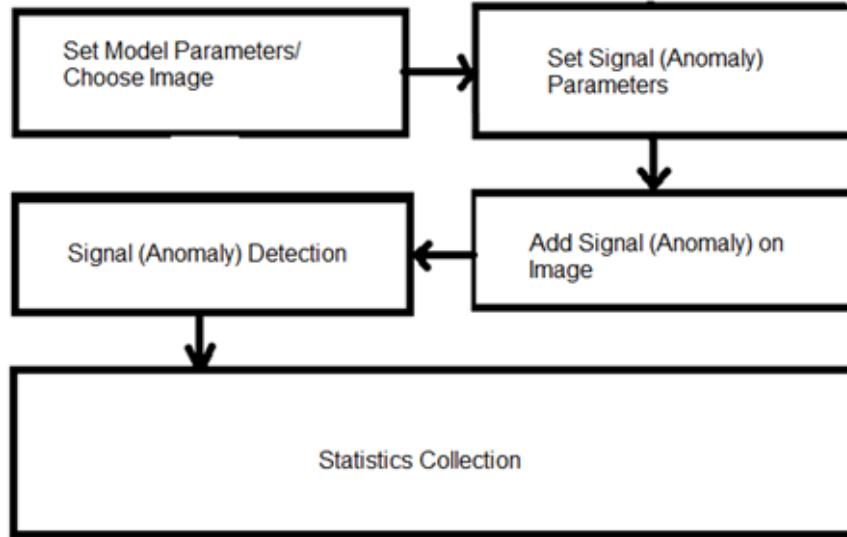 Set Model Parameters/
Choose Image
Set Signal (Anomaly)
Parameters
Signal (Anomaly) Detection
Add Signal (Anomaly) on
Image
Statistics Collection